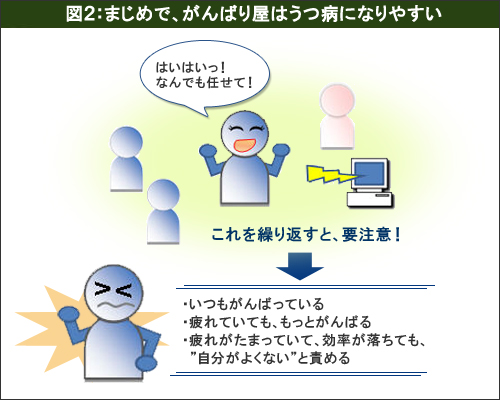 図2：まじめで、がんばり屋はうつ病になりやすい
はいはいっ！
なんでも任せて！
これを繰り返すと、要注意！
・いつもがんばっている
・疲れていても、もっとがんばる
・疲れがたまっていて、効率が落ちても、
”自分がよくない”と責める